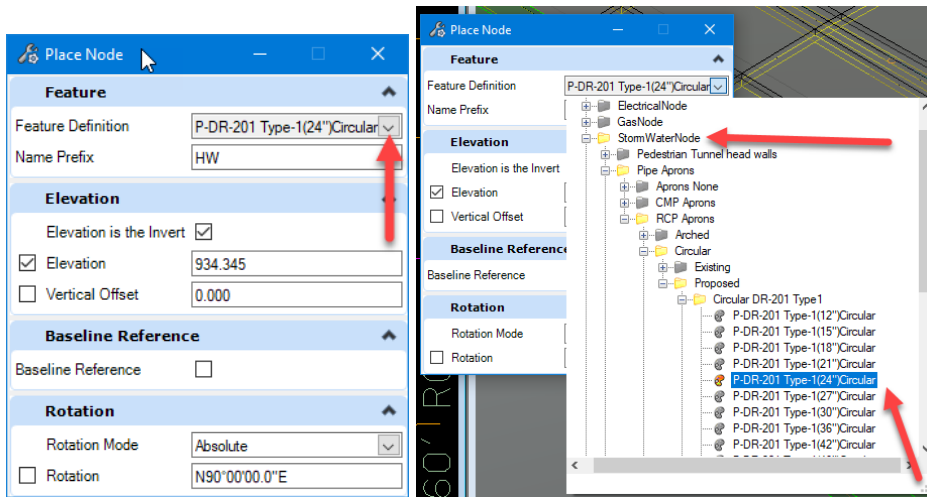 Place Node
Feature
Feature Definition
P-DR-201 Type-1(24")Circular
Name Prefix
HW
Elevation
Elevation is the Invert
Elevation
934.345
Vertical Offset
0.000
Baseline Reference
Baseline Reference
Rotation
Rotation Mode
Absolute
Rotation
N90°00'00.0"E
Place Node
Feature
Feature Definition
P-DR-201 Type-1(24")Circular
Name Prefix
Elevation
Elevation is the Invert
Elevation
Vertical Offset
Baseline Reference
Baseline Reference
Rotation
Rotation Mode
Rotation
ElectricalNode
GasNode
StormWaterNode
Pedestrian Tunnel head walls
Pipe Aprons
Aprons None
CMP Aprons
RCP Aprons
Arched
Circular
Existing
Proposed
Circular DR-201 Type1
P-DR-201 Type-1(12")Circular
P-DR-201 Type-1(15")Circular
P-DR-201 Type-1(18")Circular
P-DR-201 Type-1(21")Circular
P-DR-201 Type-1(24")Circular
P-DR-201 Type-1(27")Circular
P-DR-201 Type-1(30")Circular
P-DR-201 Type-1(36")Circular
P-DR-201 Type-1(42")Circular